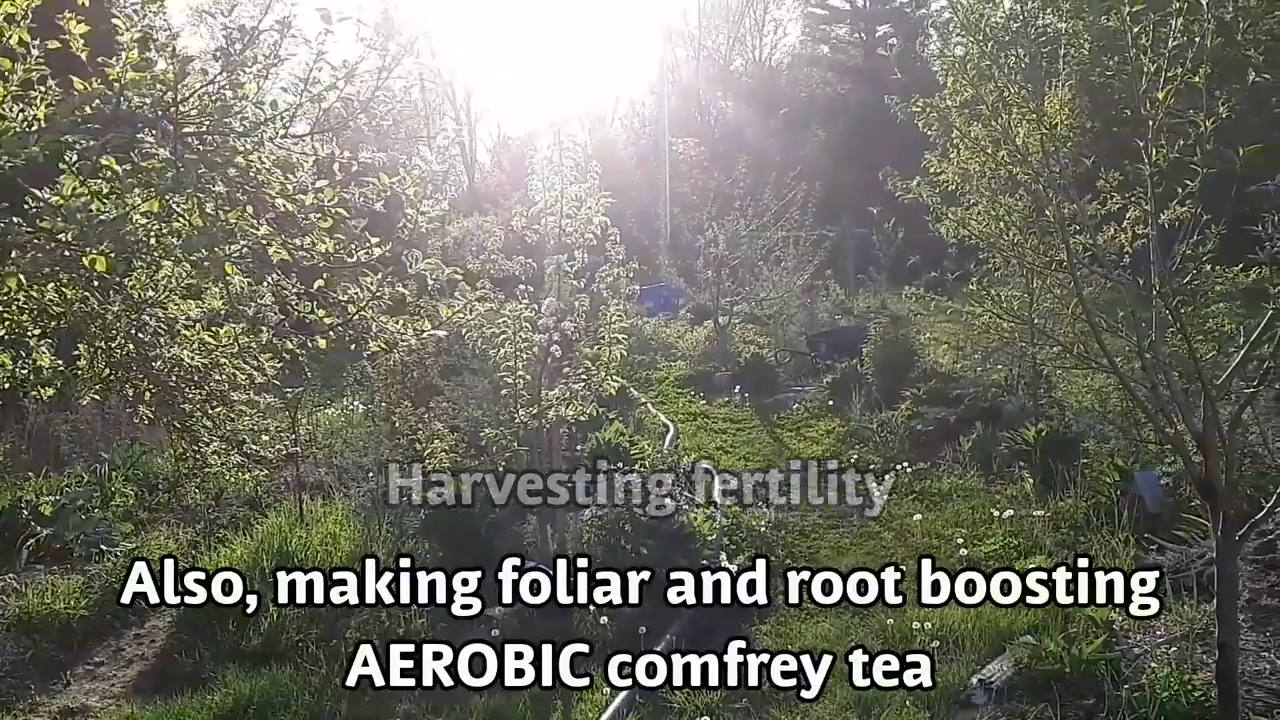 Harvesting fertility
Also, making foliar and root boosting
AEROBIC comfrey tea